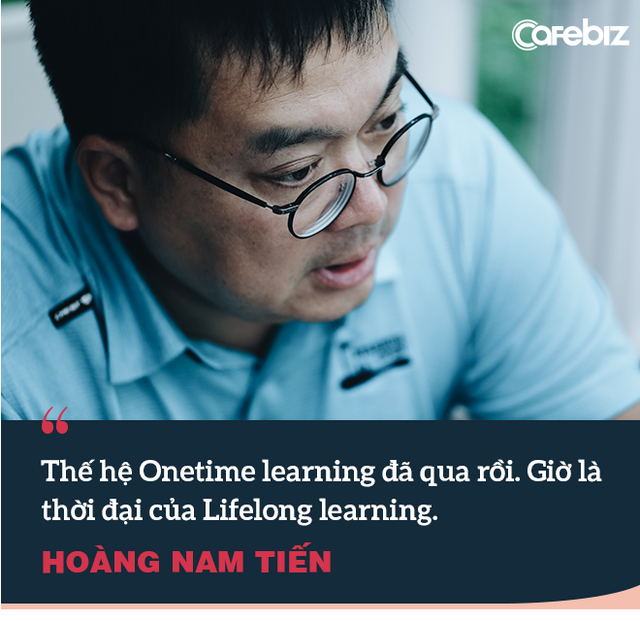 CafeBiz
“
Thế hệ Onetime learning đã qua rồi. Giờ là
thời đại của Lifelong learning.
HOÀNG NAM TIẾN